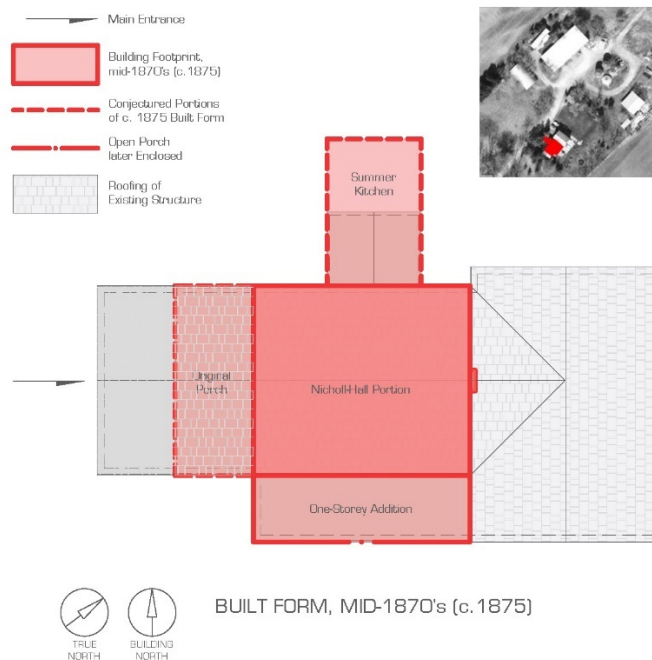 Main Entrance
Building Footprint,
mid-1870's (c.1875)
Conjectured Portions
of c. 1875 Built Form
Open Porch
later Enclosed
Roofing of
Existing Structure
Summer
Kitchen
Original
Porch
Nicholl-Hall Portion
One-Storey Addition
BUILT FORM, MID-1870's (c.1875)
TRUE
NORTH
BUILDING
NORTH